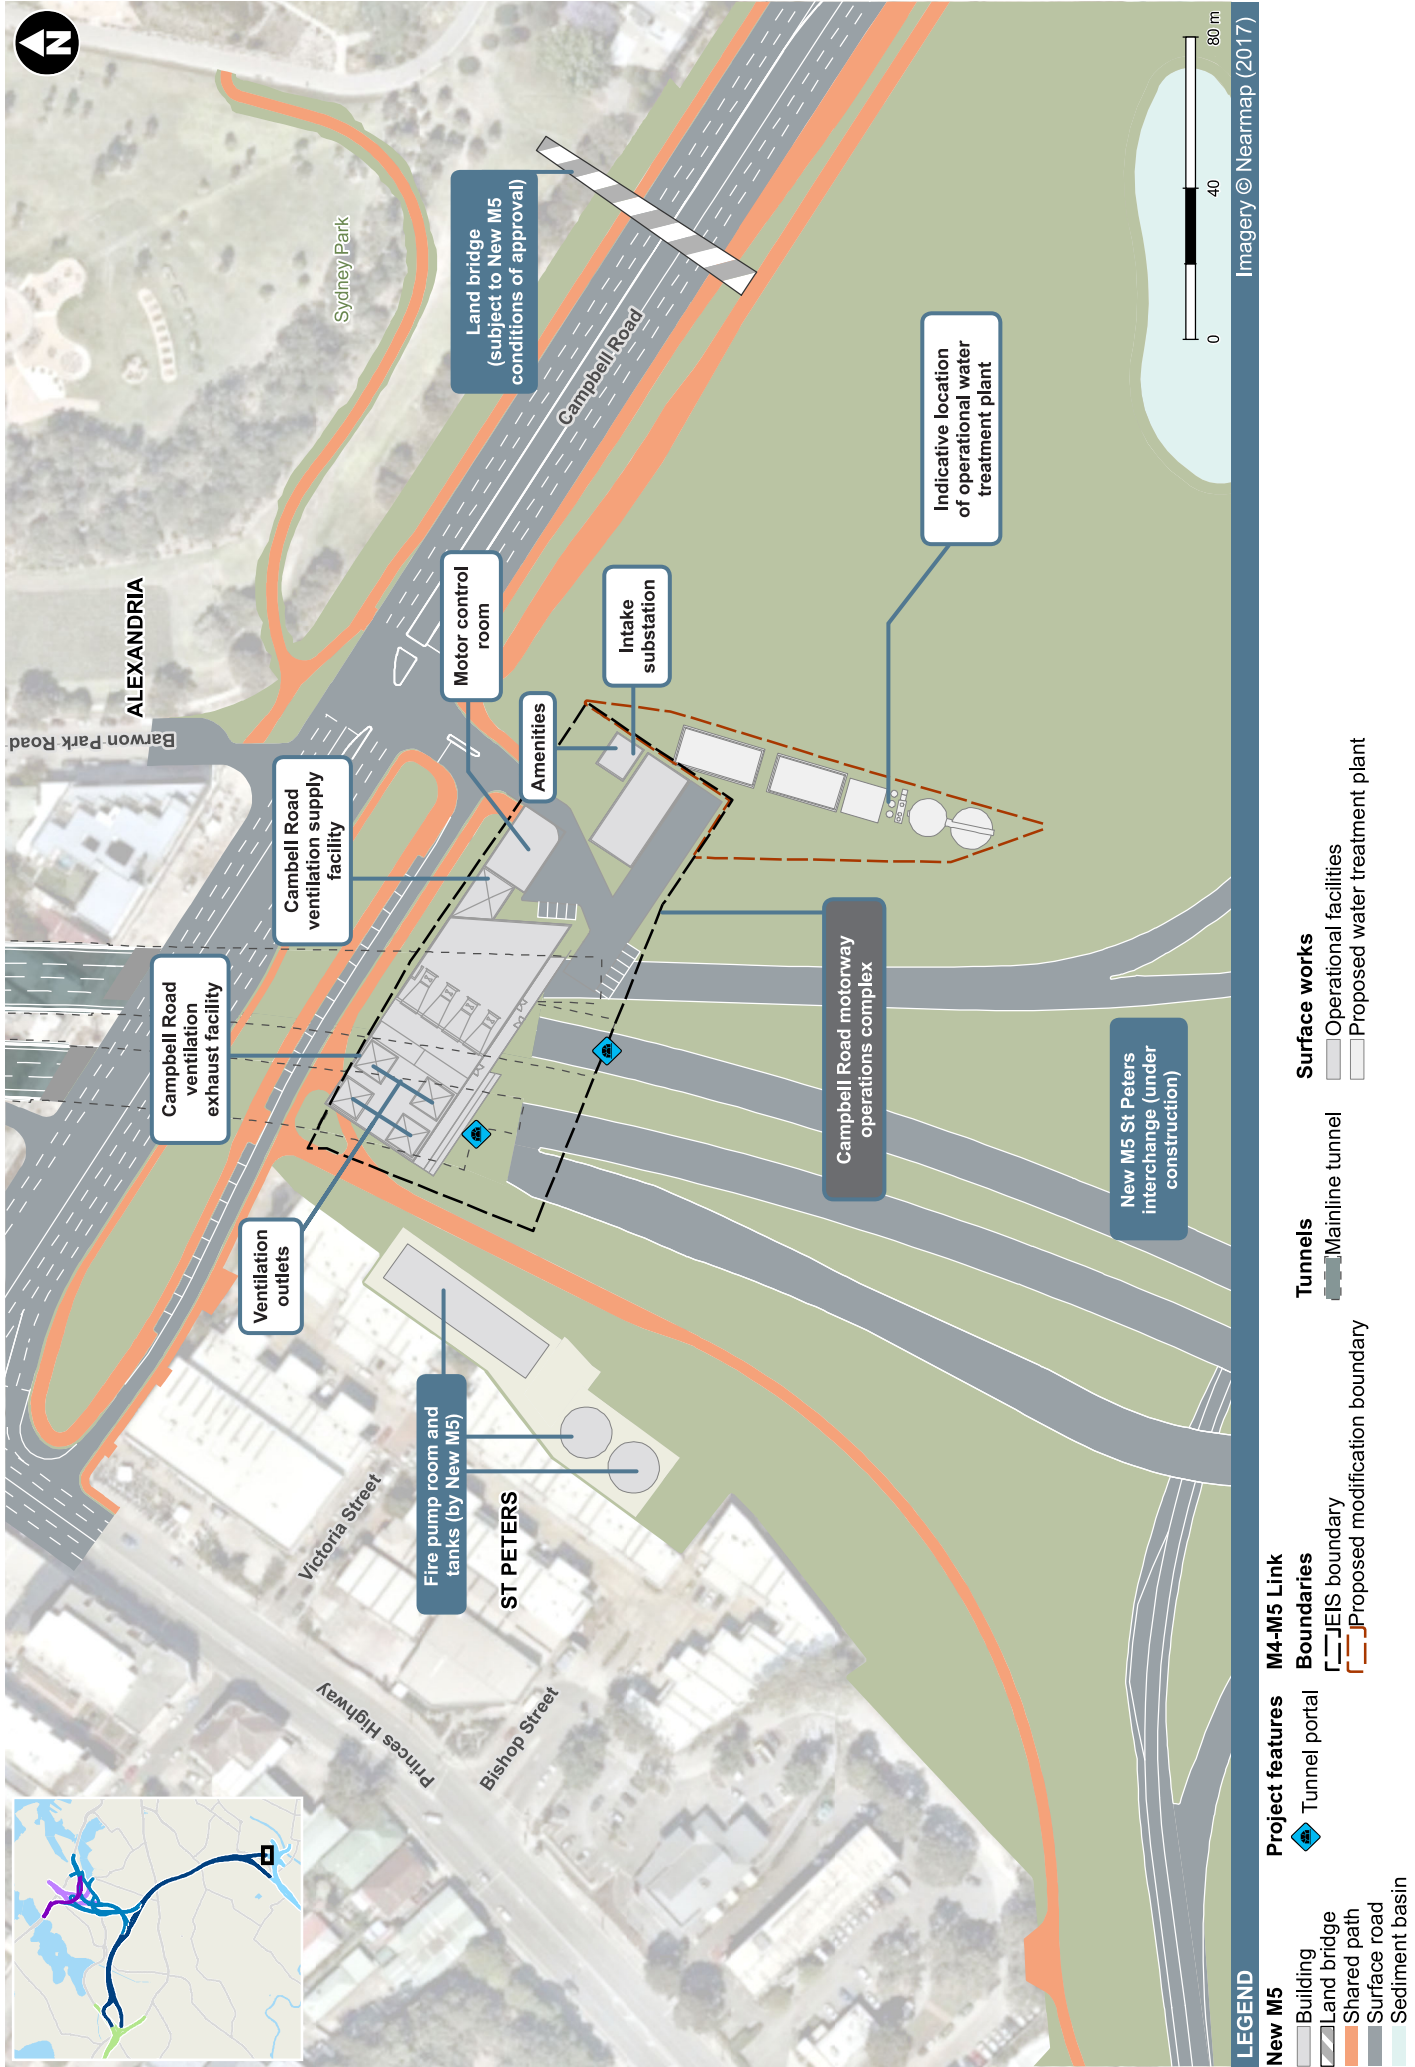 N
Sydney Park
ALEXANDRIA
Barwon Park Road
Land bridge
(subject to New M5
conditions of approval)
Campbell Road
Motor control
room
Intake
substation
Amenities
Cambell Road
ventilation supply
facility
Campbell Road
ventilation
exhaust facility
Ventilation
outlets
Indicative location
of operational water
treatment plant
Campbell Road motorway
operations complex
New M5 St Peters
interchange (under
construction)
Fire pump room and
tanks (by New M5)
ST PETERS
Victoria Street
Princes Highway
Bishop Street
0 40 80 m
LEGEND
Imagery © Nearmap (2017)
New M5
Building
Land bridge
Shared path
Surface road
Sediment basin
Project features
Tunnel portal
M4-M5 Link
Boundaries
EIS boundary
Proposed modification boundary
Tunnels
Mainline tunnel
Surface works
Operational facilities
Proposed water treatment plant